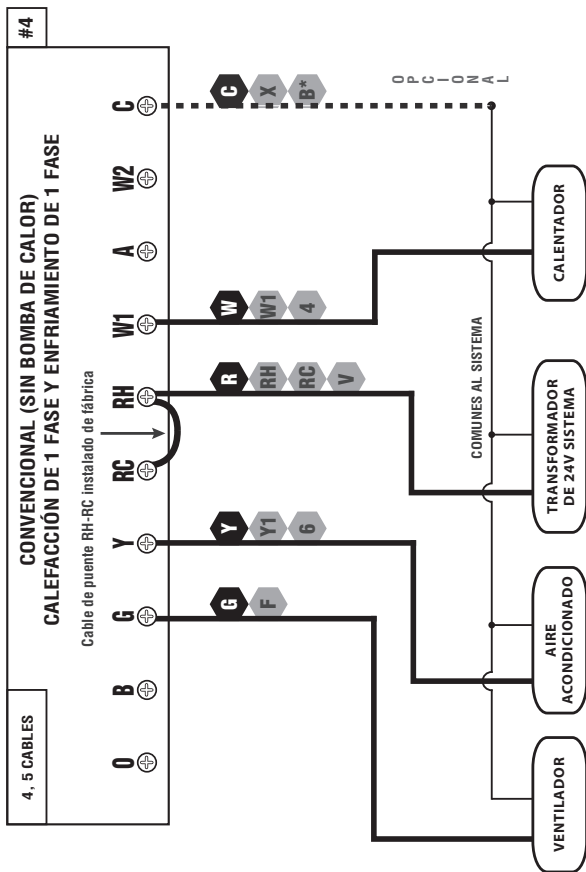 #4
4, 5 CABLES
CONVENCIONAL (SIN BOMBA DE CALOR)
CALEFACCIÓN DE 1 FASE Y ENFRIAMIENTO DE 1 FASE
Cable de puente RH-RC instalado de fábrica
O B G Y RC RH W1 A W2 C
G Y R W C
F Y1 RH W1 X
6 RC 4 B*
V
OPCIONAL
COMUNES AL SISTEMA
VENTILADOR
AIRE
ACONDICIONADO
TRANSFORMADOR
DE 24V SISTEMA
CALENTADOR